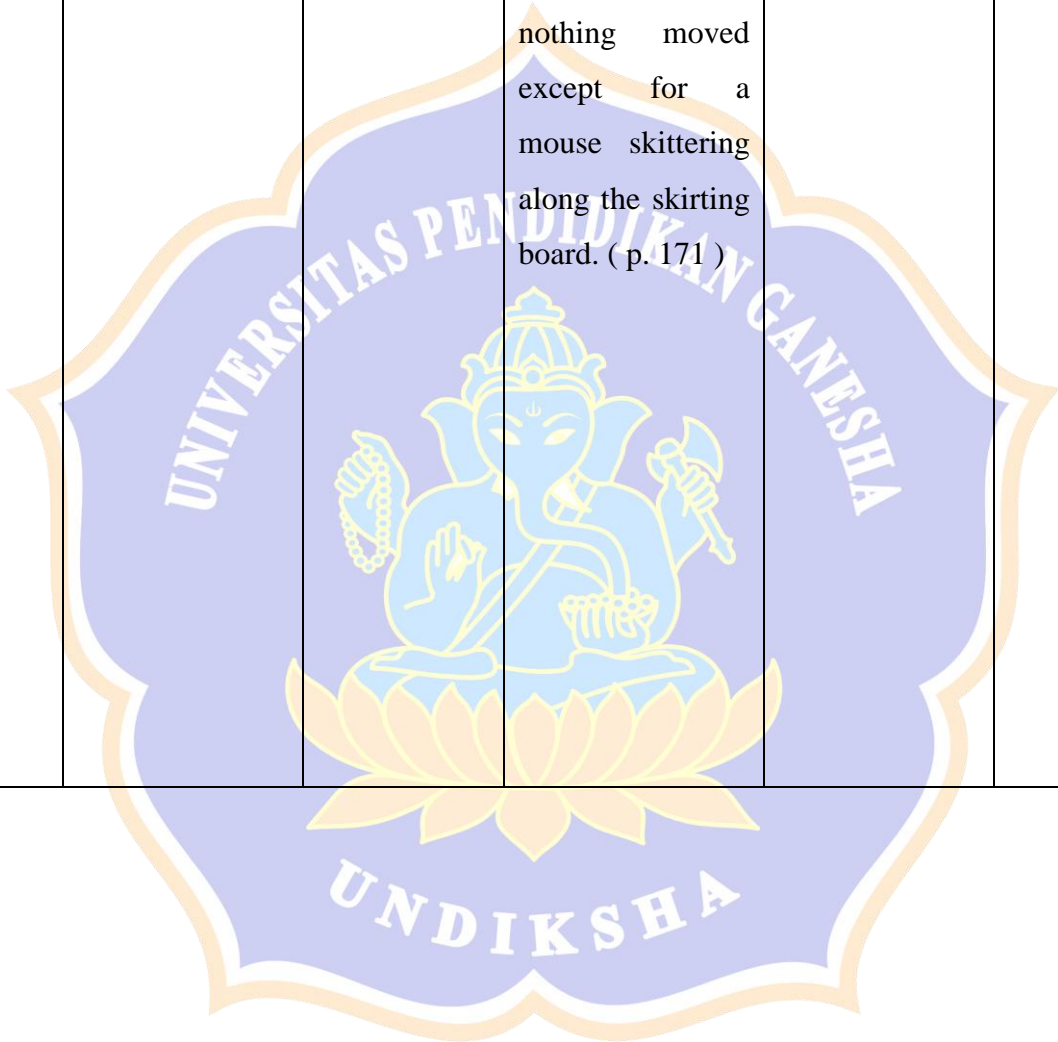 nothing moved
except for a
mouse skittering
along the skirting
board. ( p. 171 )
UNIVERSITAS PENDIDIKAN GANESHA
UNDIKSHA